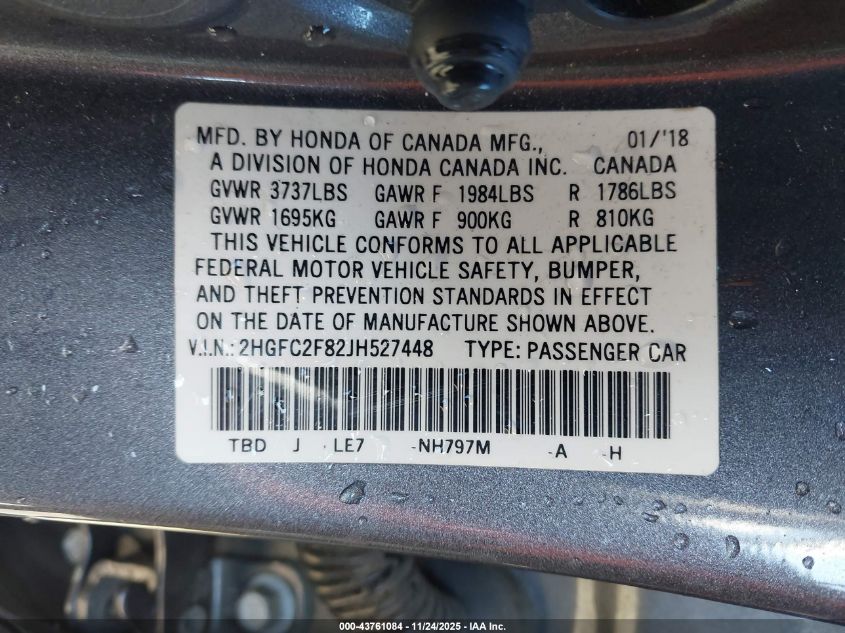 MFD. BY HONDA OF CANADA MFG., 01/'18
A DIVISION OF HONDA CANADA INC. CANADA
GVWR 3737LBS GAWR F 1984LBS R 1786LBS
GVWR 1695KG GAWR F 900KG R 810KG
THIS VEHICLE CONFORMS TO ALL APPLICABLE
FEDERAL MOTOR VEHICLE SAFETY, BUMPER,
AND THEFT PREVENTION STANDARDS IN EFFECT
ON THE DATE OF MANUFACTURE SHOWN ABOVE.
V.I.N.: 2HGFC2F82JH527448 TYPE: PASSENGER CAR
TBD J LE7 -NH797M -A -H
000-43761084 - 11/24/2025 - IAA Inc.